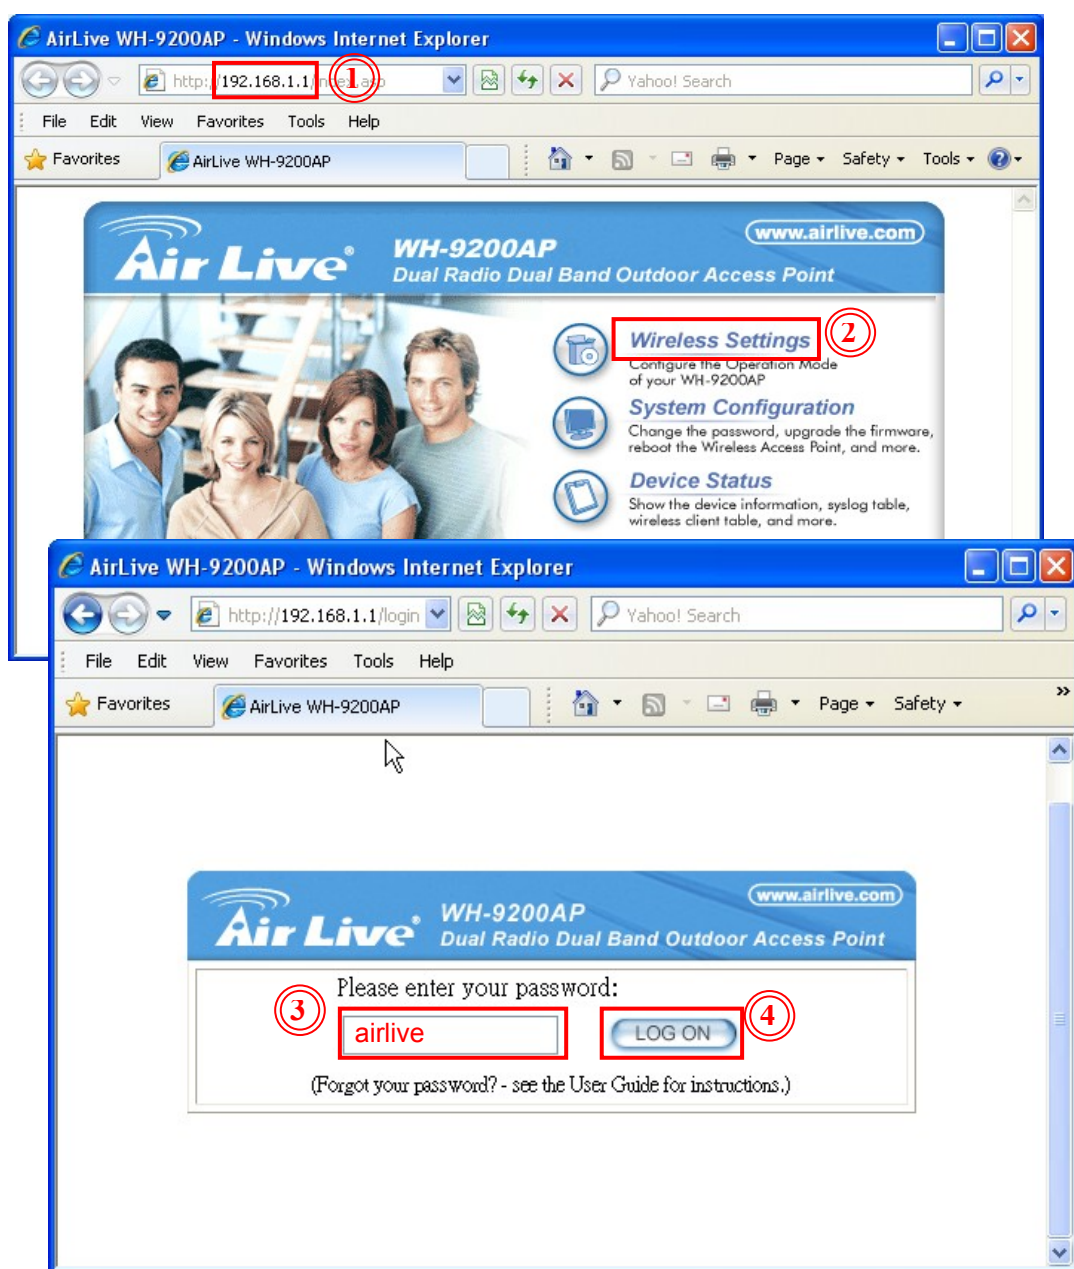 AirLive WH-9200AP - Windows Internet Explorer
http://192.168.1.1/index.asp
1
Yahoo! Search
File Edit View Favorites Tools Help
Favorites AirLive WH-9200AP Page Safety Tools
Air Live® WH-9200AP (www.airlive.com)
Dual Radio Dual Band Outdoor Access Point
Wireless Settings 2
Configure the Operation Mode
of your WH-9200AP
System Configuration
Change the password, upgrade the firmware,
reboot the Wireless Access Point, and more.
Device Status
Show the device information, syslog table,
wireless client table, and more.
AirLive WH-9200AP - Windows Internet Explorer
http://192.168.1.1/login Yahoo! Search
File Edit View Favorites Tools Help
Favorites AirLive WH-9200AP Page Safety »
Air Live® WH-9200AP (www.airlive.com)
Dual Radio Dual Band Outdoor Access Point
Please enter your password:
3 airlive LOG ON 4
(Forgot your password? - see the User Guide for instructions.)